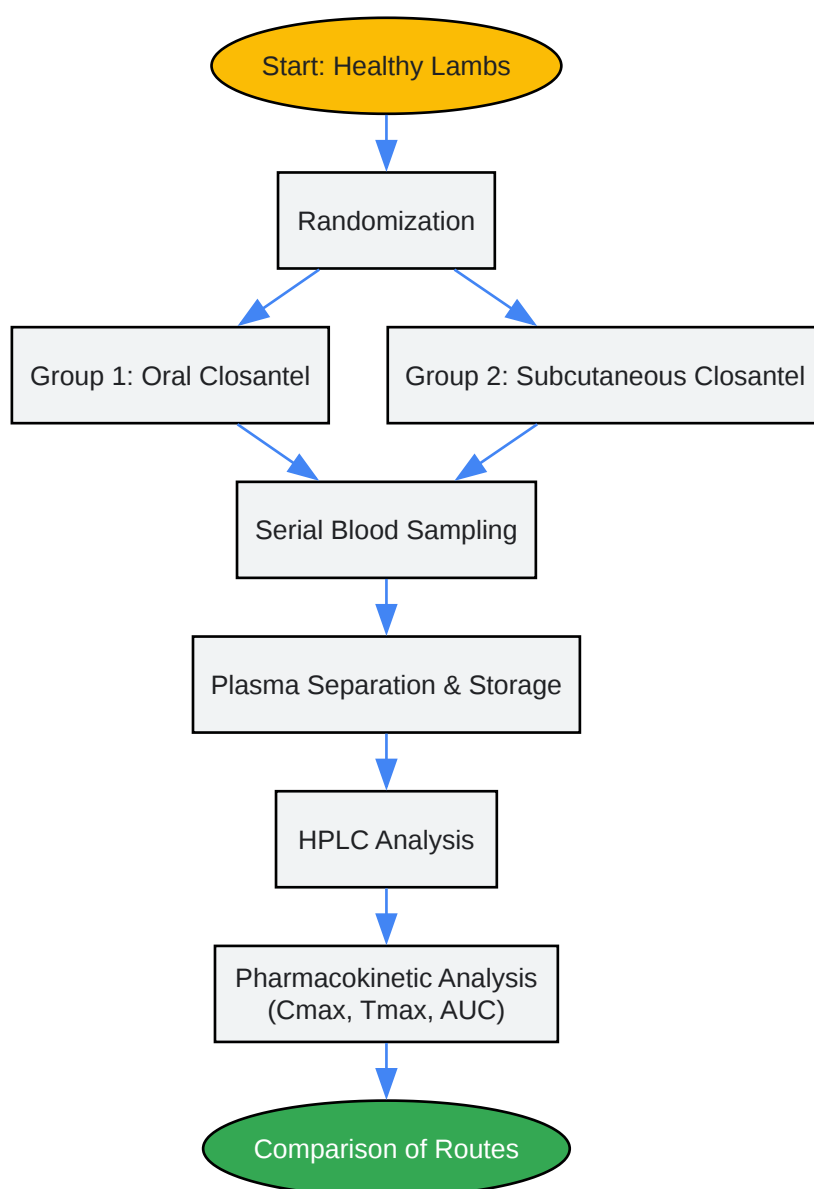 Start: Healthy Lambs
Randomization
Group 1: Oral Closantel
Group 2: Subcutaneous Closantel
Serial Blood Sampling
Plasma Separation & Storage
HPLC Analysis
Pharmacokinetic Analysis
(Cmax, Tmax, AUC)
Comparison of Routes